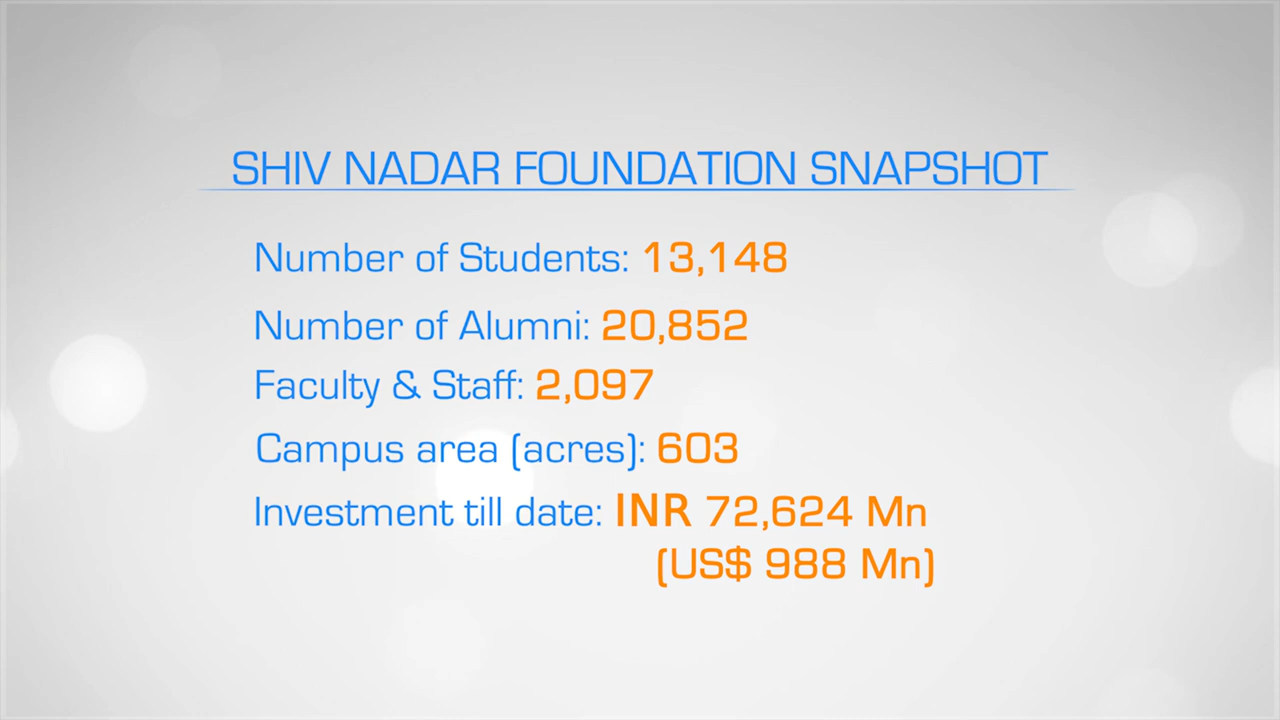 SHIV NADAR FOUNDATION SNAPSHOT
Number of Students: 13,148
Number of Alumni: 20,852
Faculty & Staff: 2,097
Campus area (acres): 603
Investment till date: INR 72,624 Mn
(US$ 988 Mn)